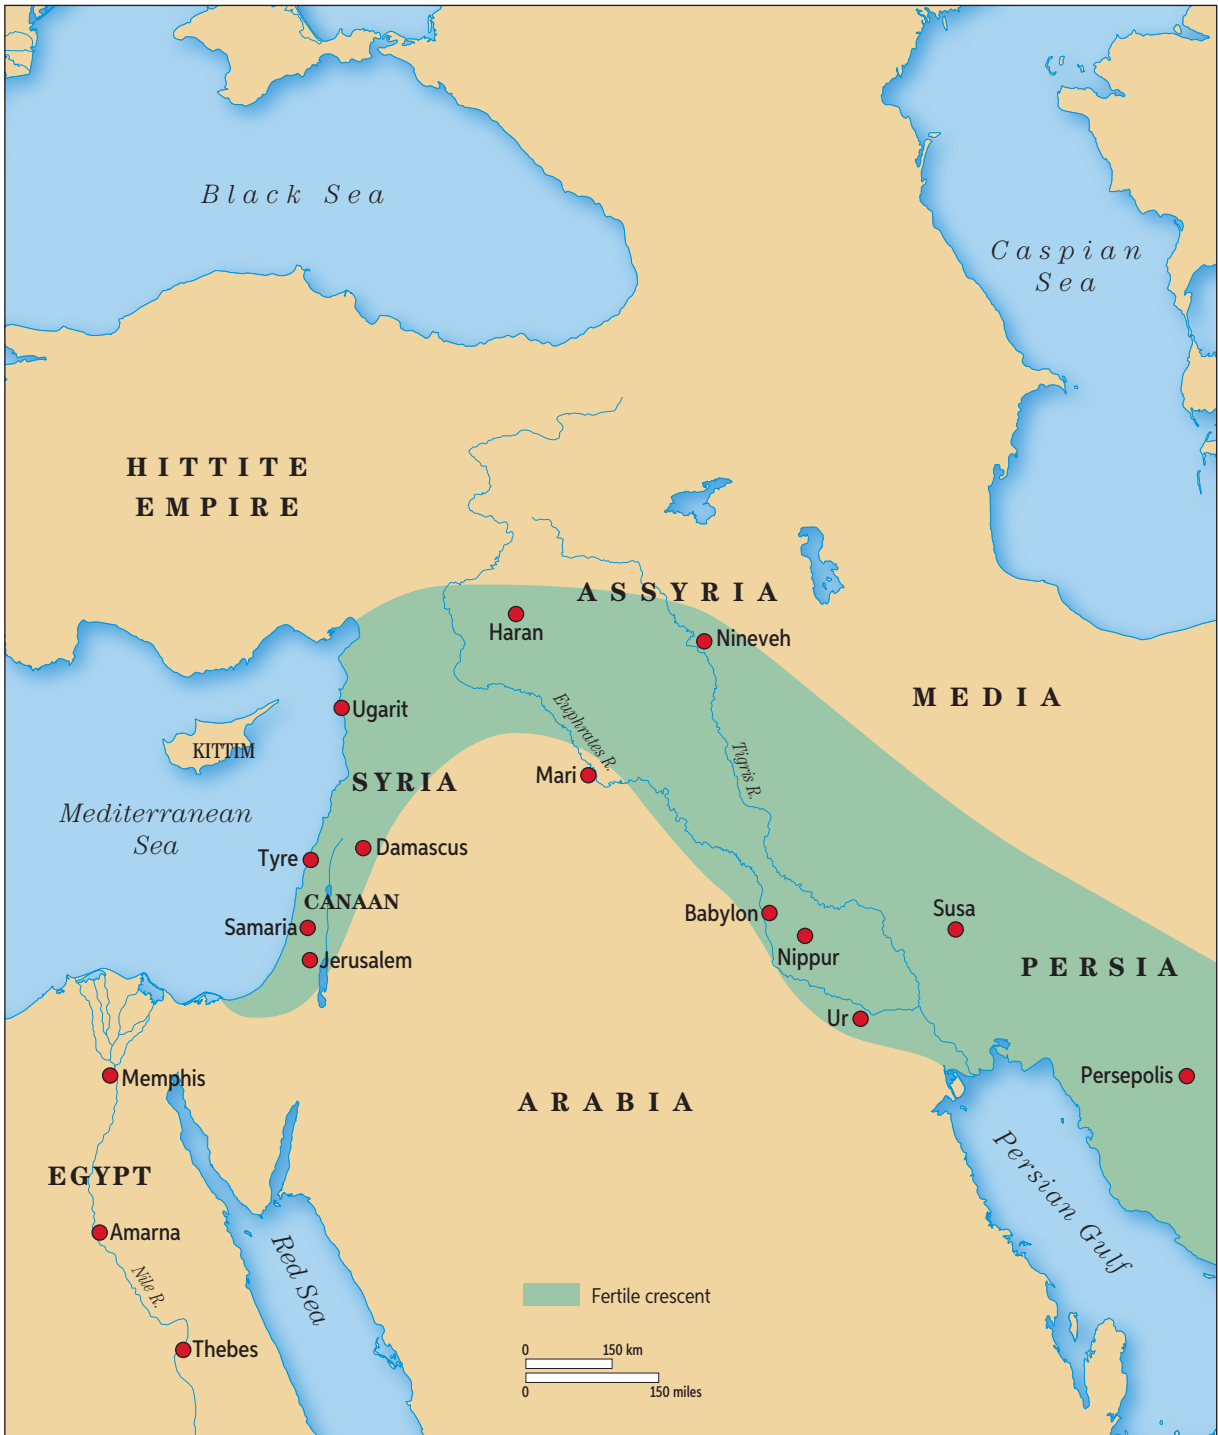 Black Sea
Caspian
Sea
HITTITE
EMPIRE
ASSYRIA
Haran
Nineveh
MEDIA
Ugarit
Euphrates R.
KITTIM
Tigris R.
Mari
SYRIA
Mediterranean
Sea
Tyre
Damascus
CANAAN
Babylon
Susa
Samaria
Nippur
Jerusalem
PERSIA
Ur
Memphis
Persepolis
ARABIA
EGYPT
Persian Gulf
Amarna
Red Sea
Nile R.
Fertile crescent
Thebes
0 150 km
0 150 miles